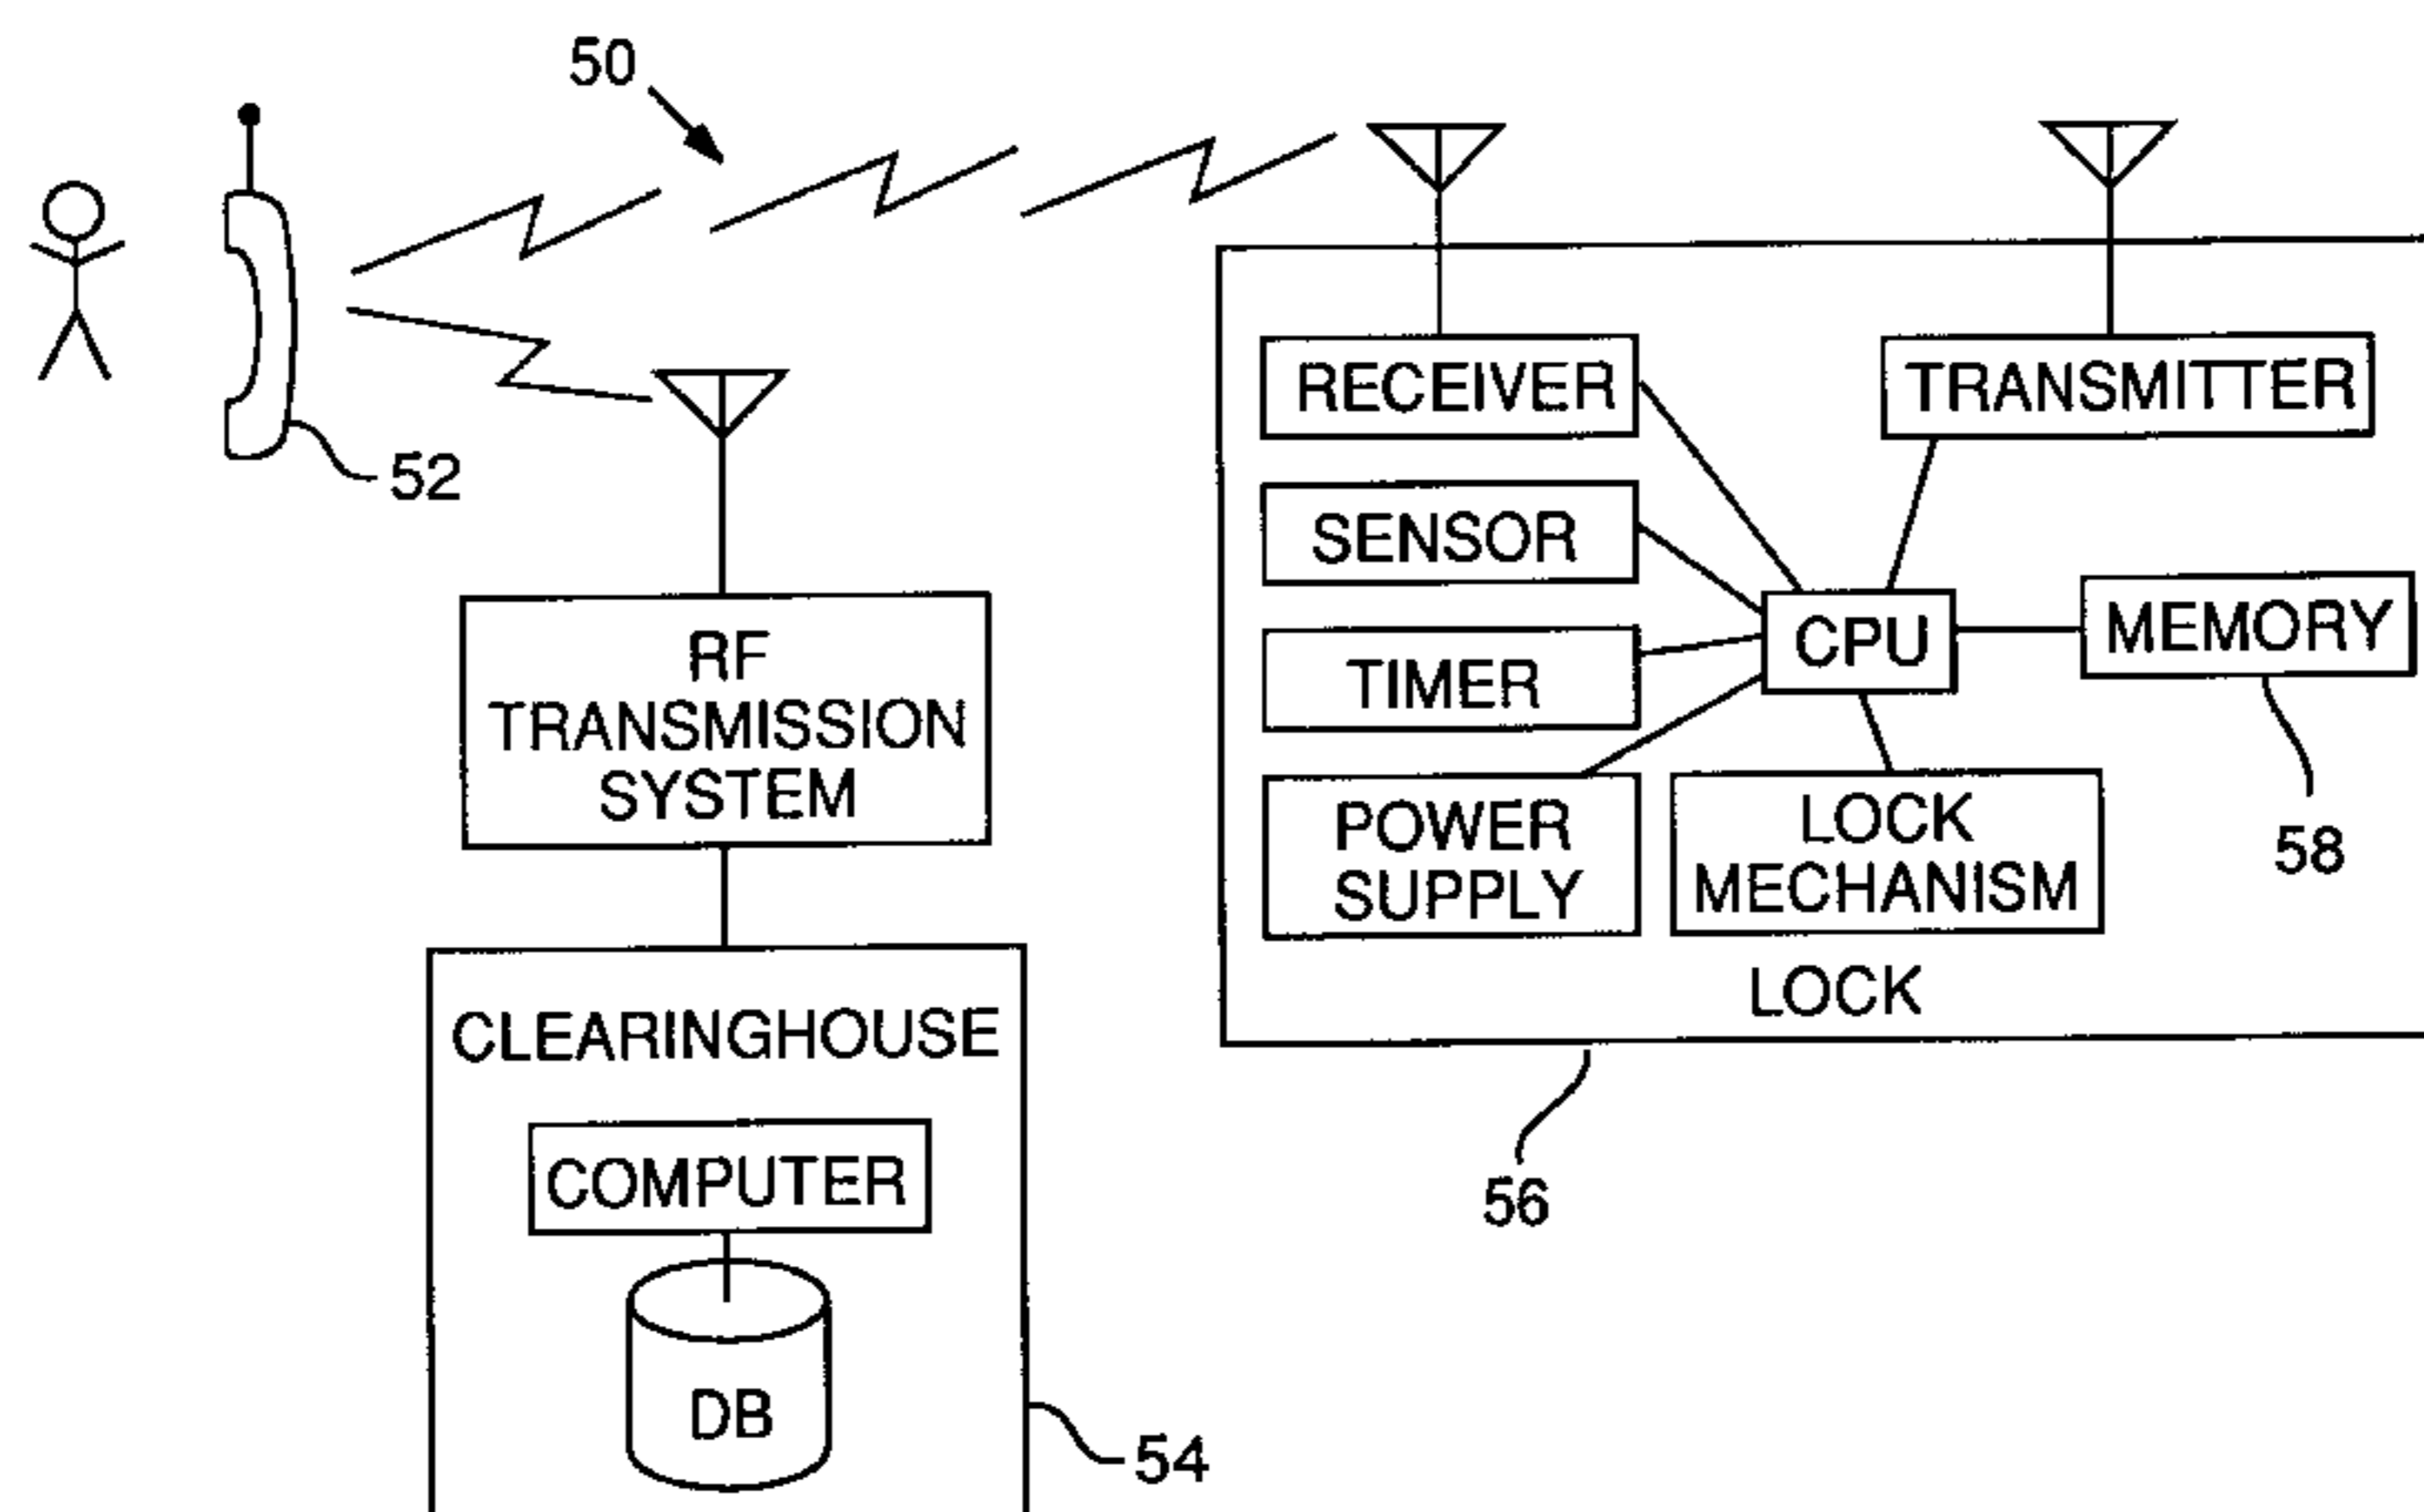 50
52
RF
TRANSMISSION
SYSTEM
CLEARINGHOUSE
COMPUTER
DB
54
RECEIVER
TRANSMITTER
SENSOR
TIMER
CPU
MEMORY
58
POWER
SUPPLY
LOCK
MECHANISM
LOCK
56